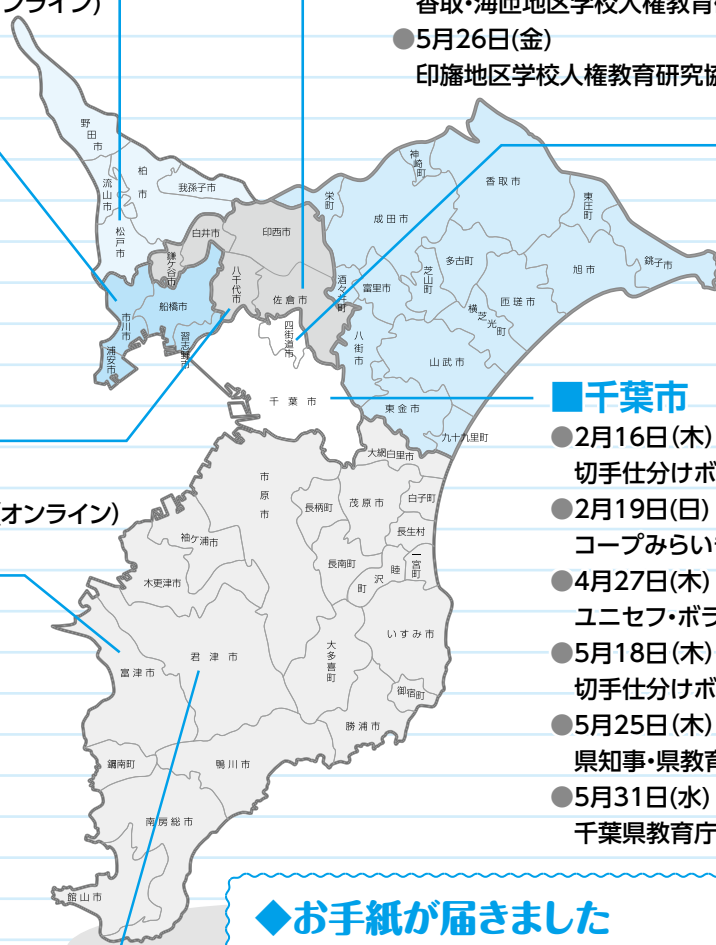 ンライン)
香取・海匝地区学校人権教育
●5月26日(金)
印旛地区学校人権教育研究協
野田市
柏市
流山市
我孫子市
松戸市
神崎町
香取市
栄町
東庄町
成田市
白井市
印西市
鎌ケ谷市
多古町
銚子市
旭市
八千代市
酒々井町
富里市
芝山町
佐倉市
匝瑳市
横芝光町
船橋市
市川市
四街道市
習志野市
八街市
浦安市
山武市
千葉市
東金市
九十九里町
■千葉市
●2月16日(木)
切手仕分けボ
●2月19日(日)
コープみらい
●4月27日(木)
ユニセフ・ボラ
●5月18日(木)
切手仕分けボ
●5月25日(木)
県知事・県教育
●5月31日(水)
千葉県教育庁
オンライン)
大網白里市
市原市
長柄町
茂原市
白子町
長生村
袖ケ浦市
長南町
睦沢町
一宮町
木更津市
いすみ市
君津市
大多喜町
富津市
御宿町
勝浦市
鋸南町
鴨川市
南房総市
館山市
◆お手紙が届きました